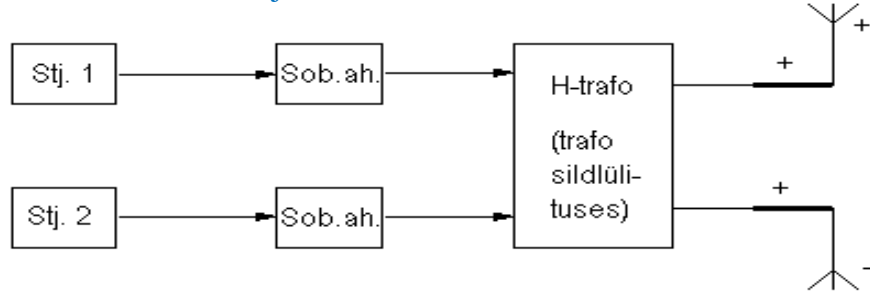 Stj. 1
Sob.ah.
H-trafo
(trafo
sildlüli-
tuses)
+
+
Stj. 2
Sob.ah.
+
-